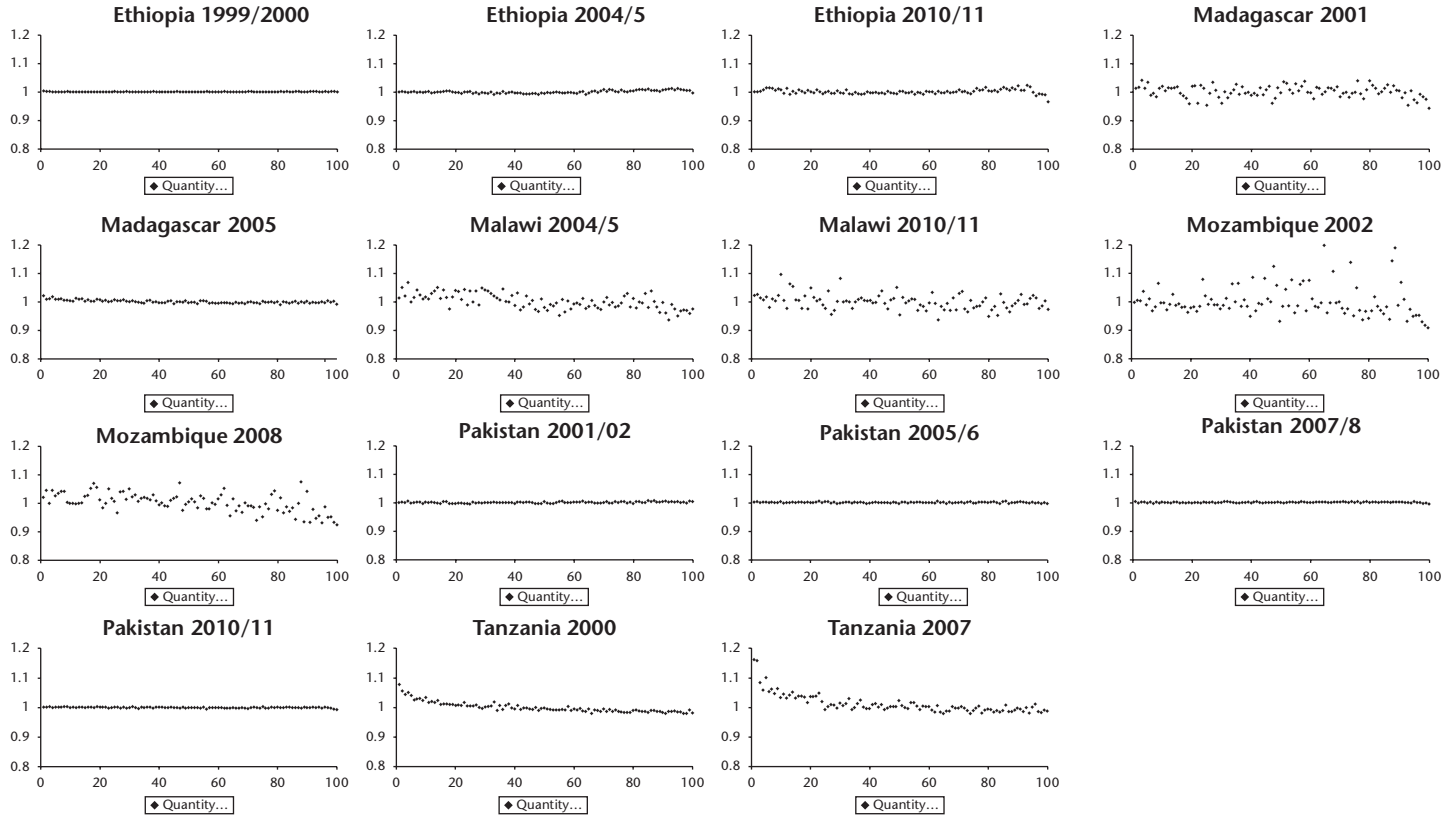 Ethiopia 1999/2000
1.2
1.1
1
0.9
0.8
0 20 40 60 80 100
◆ Quantity...
Ethiopia 2004/5
1.2
1.1
1
0.9
0.8
0 20 40 60 80 100
◆ Quantity...
Ethiopia 2010/11
1.2
1.1
1
0.9
0.8
0 20 40 60 80 100
◆ Quantity...
Madagascar 2001
1.2
1.1
1
0.9
0.8
0 20 40 60 80 100
◆ Quantity...
Madagascar 2005
1.2
1.1
1
0.9
0.8
0 20 40 60 80 100
◆ Quantity...
Malawi 2004/5
1.2
1.1
1
0.9
0.8
0 20 40 60 80 100
◆ Quantity...
Malawi 2010/11
1.2
1.1
1
0.9
0.8
0 20 40 60 80 100
◆ Quantity...
Mozambique 2002
1.2
1.1
1
0.9
0.8
0 20 40 60 80 100
◆ Quantity...
Mozambique 2008
1.2
1.1
1
0.9
0.8
0 20 40 60 80 100
◆ Quantity...
Pakistan 2001/02
1.2
1.1
1
0.9
0.8
0 20 40 60 80 100
◆ Quantity...
Pakistan 2005/6
1.2
1.1
1
0.9
0.8
0 20 40 60 80 100
◆ Quantity...
Pakistan 2007/8
1.2
1.1
1
0.9
0.8
0 20 40 60 80 100
◆ Quantity...
Pakistan 2010/11
1.2
1.1
1
0.9
0.8
0 20 40 60 80 100
◆ Quantity...
Tanzania 2000
1.2
1.1
1
0.9
0.8
0 20 40 60 80 100
◆ Quantity...
Tanzania 2007
1.2
1.1
1
0.9
0.8
0 20 40 60 80 100
◆ Quantity...